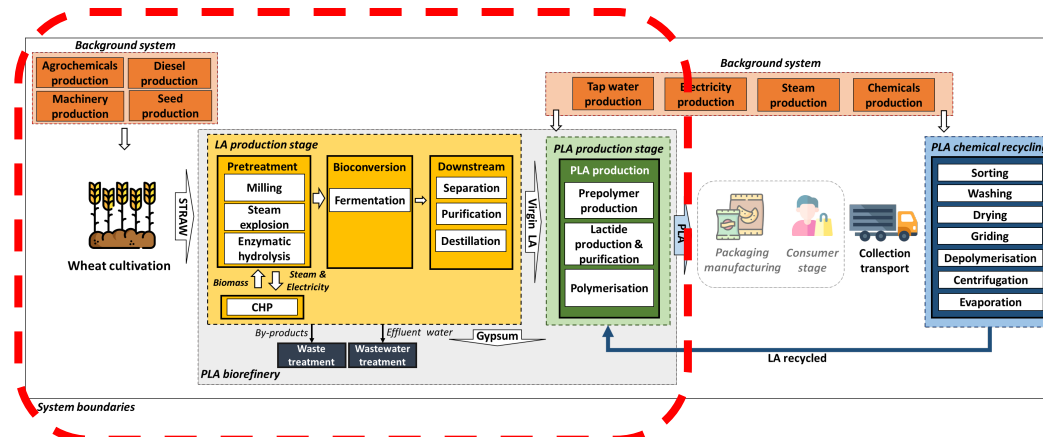 Background system
Agrochemicals production
Diesel production
Machinery production
Seed production
Background system
Tap water production
Electricity production
Steam production
Chemicals production
Wheat cultivation
STRAW
LA production stage
Pretreatment
Milling
Steam explosion
Enzymatic hydrolysis
Biomass
Steam & Electricity
CHP
Bioconversion
Fermentation
Downstream
Separation
Purification
Destillation
By-products
Effluent water
Waste treatment
Wastewater treatment
Gypsum
PLA biorefinery
Virgin LA
PLA production stage
PLA production
Prepolymer production
Lactide production & purification
Polymerisation
PLA
Packaging manufacturing
Consumer stage
Collection transport
PLA chemical recycling
Sorting
Washing
Drying
Griding
Depolymerisation
Centrifugation
Evaporation
LA recycled
System boundaries